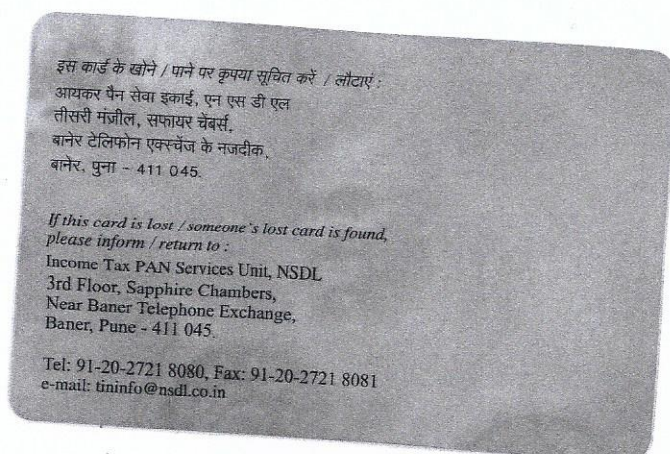 इस कार्ड के खोने / पाने पर कृपया सूचित करें / लौटाएं :
आयकर पैन सेवा इकाई, एन एस डी एल
तीसरी मंज़ील, सफायर चेंबर्स,
बानेर टेलिफोन एक्स्चेंज के नजदीक,
बानेर, पुना - 411 045.
If this card is lost / someone's lost card is found,
please inform / return to :
Income Tax PAN Services Unit, NSDL
3rd Floor, Sapphire Chambers,
Near Baner Telephone Exchange,
Baner, Pune - 411 045.
Tel: 91-20-2721 8080, Fax: 91-20-2721 8081
e-mail: tininfo@nsdl.co.in